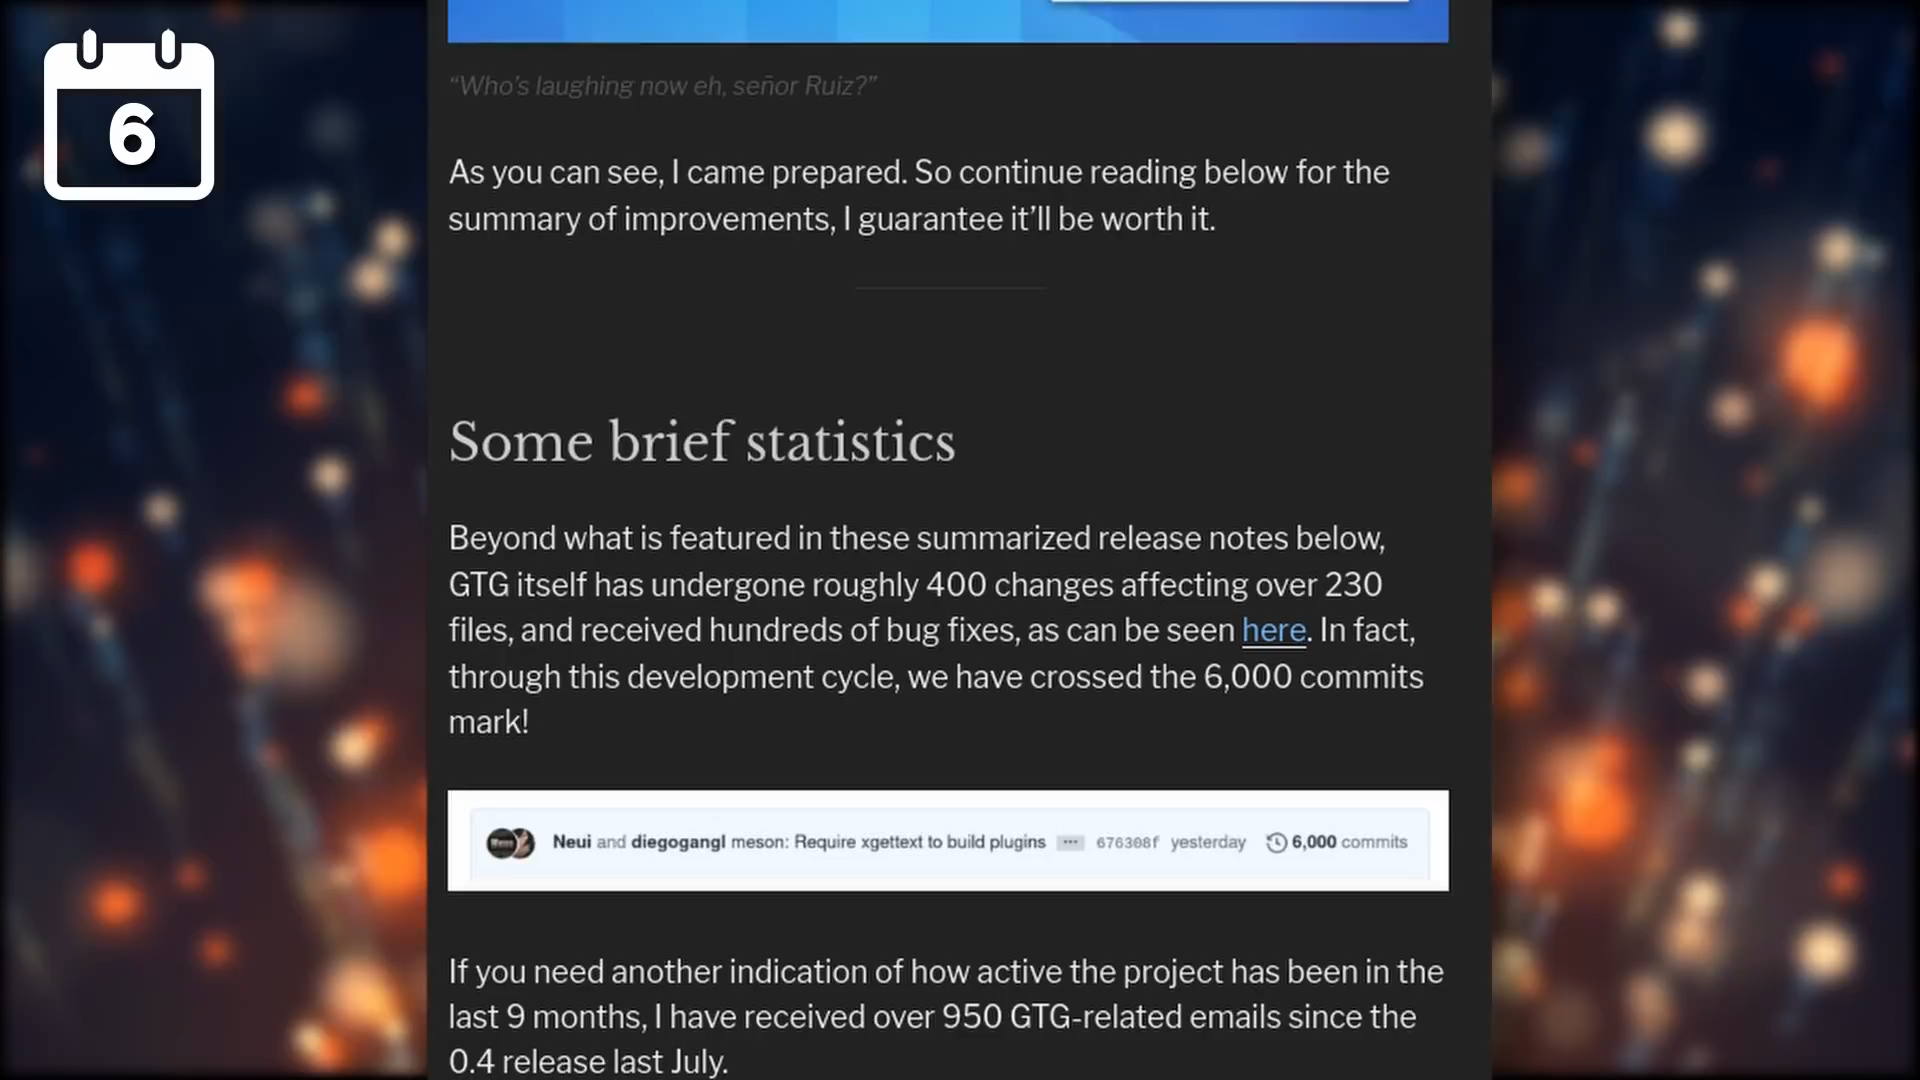 6
“Who’s laughing now eh, señor Ruiz?”
As you can see, I came prepared. So continue reading below for the
summary of improvements, I guarantee it’ll be worth it.
Some brief statistics
Beyond what is featured in these summarized release notes below,
GTG itself has undergone roughly 400 changes affecting over 230
files, and received hundreds of bug fixes, as can be seen here. In fact,
through this development cycle, we have crossed the 6,000 commits
mark!
Neui and diegogangl meson: Require xgettext to build plugins ··· 676308f yesterday 6,000 commits
If you need another indication of how active the project has been in the
last 9 months, I have received over 950 GTG-related emails since the
0.4 release last July.